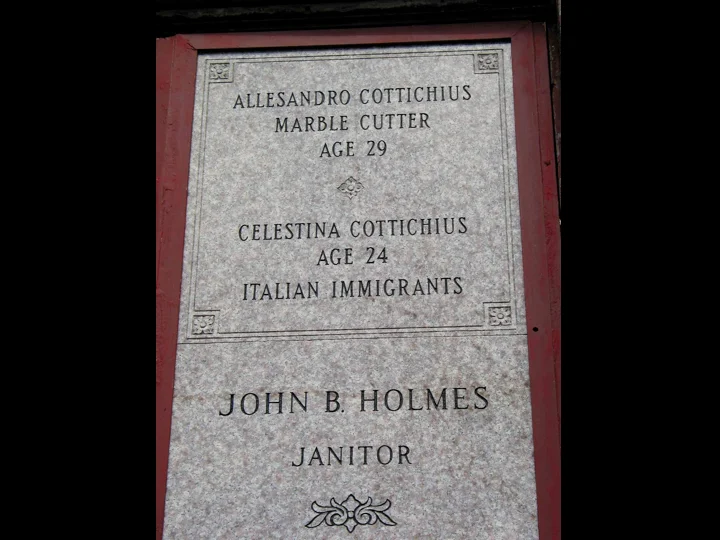 ALLESANDRO COTTICHIUS
MARBLE CUTTER
AGE 29
CELESTINA COTTICHIUS
AGE 24
ITALIAN IMMIGRANTS
JOHN B. HOLMES
JANITOR